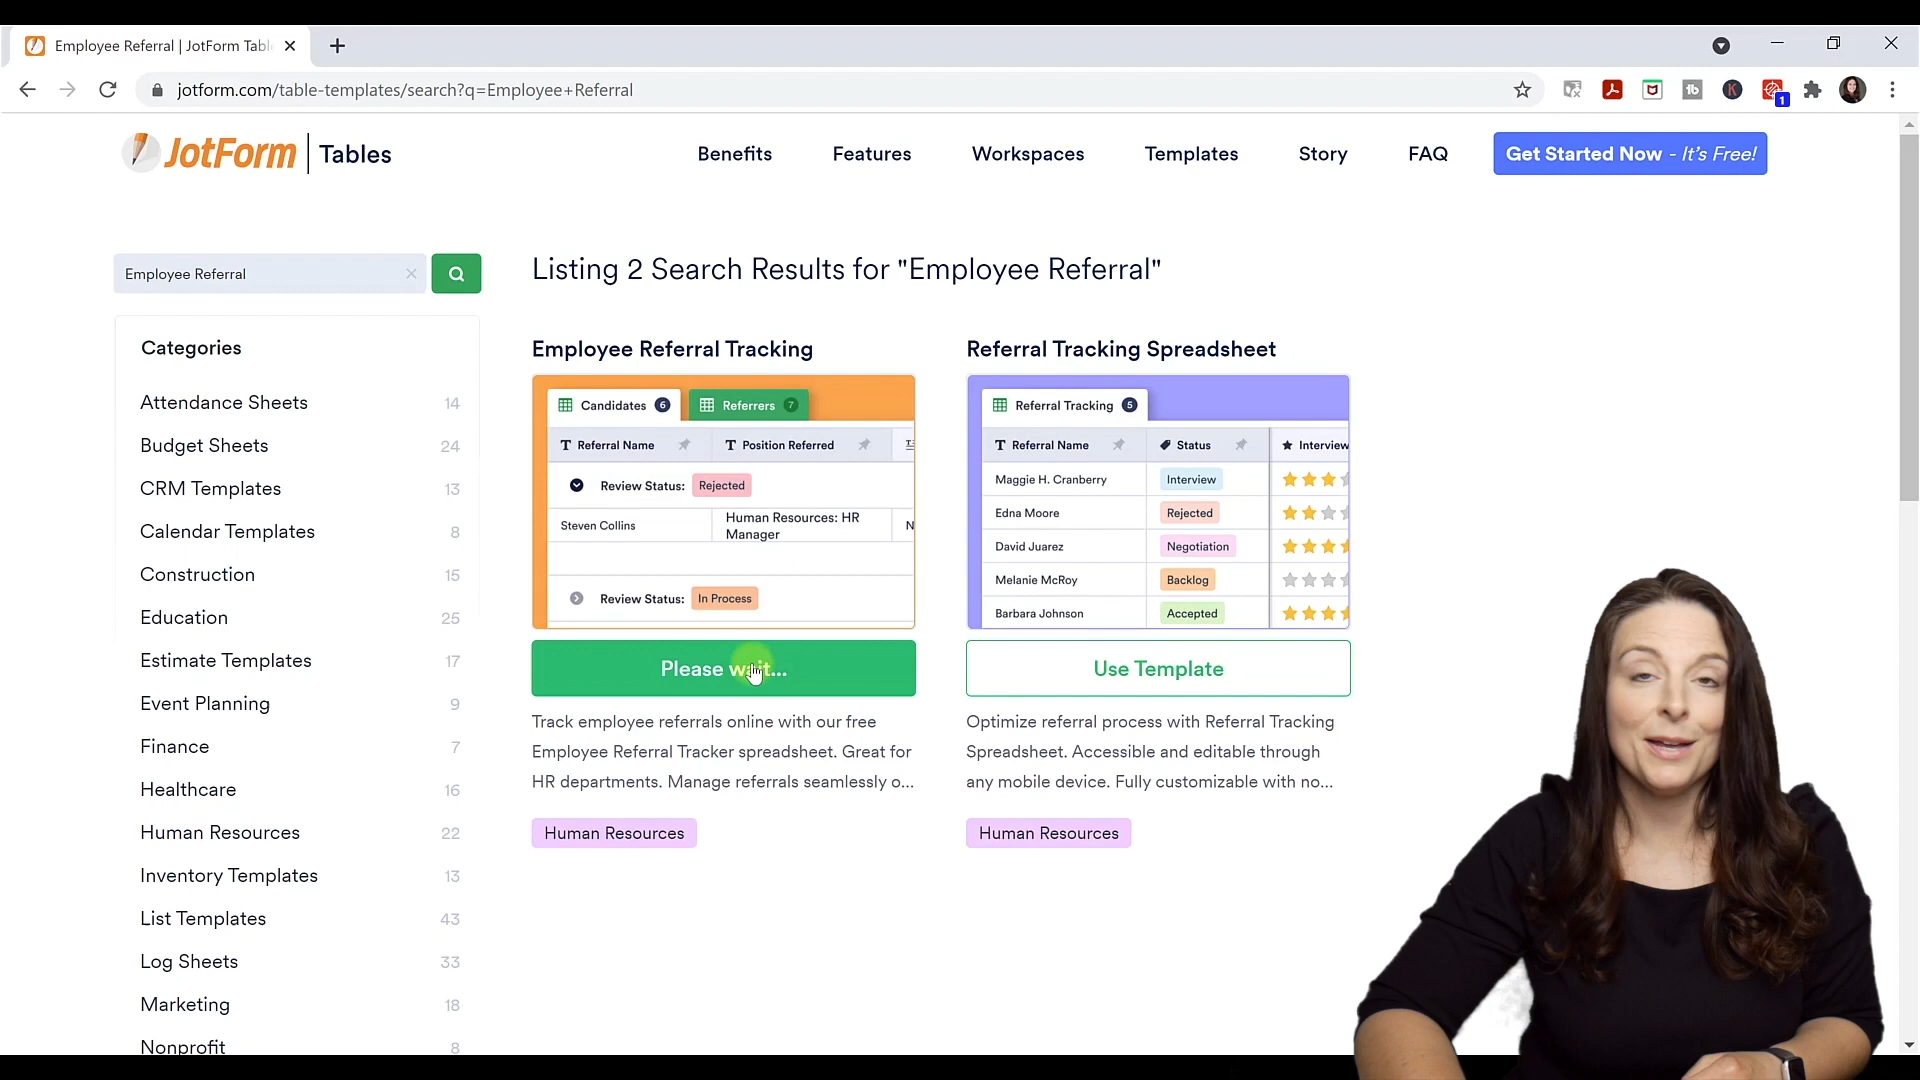 Employee Referral | JotForm Tabl
jotform.com/table-templates/search?q=Employee+Referral
1
JotForm | Tables
Benefits
Features
Workspaces
Templates
Story
FAQ
Get Started Now - It's Free!
Employee Referral
Listing 2 Search Results for "Employee Referral"
Categories
Attendance Sheets 14
Budget Sheets 24
CRM Templates 13
Calendar Templates 8
Construction 15
Education 25
Estimate Templates 17
Event Planning 9
Finance 7
Healthcare 16
Human Resources 22
Inventory Templates 13
List Templates 43
Log Sheets 33
Marketing 18
Nonprofit 8
Employee Referral Tracking
Candidates 6
Referrers 7
T Referral Name
T Position Referred
Review Status: Rejected
Steven Collins
Human Resources: HR
Manager
N
Review Status: In Process
Please wait...
Track employee referrals online with our free
Employee Referral Tracker spreadsheet. Great for
HR departments. Manage referrals seamlessly o...
Human Resources
Referral Tracking Spreadsheet
Referral Tracking 5
T Referral Name
Status
Interview
Maggie H. Cranberry Interview
Edna Moore Rejected
David Juarez Negotiation
Melanie McRoy Backlog
Barbara Johnson Accepted
Use Template
Optimize referral process with Referral Tracking
Spreadsheet. Accessible and editable through
any mobile device. Fully customizable with no...
Human Resources